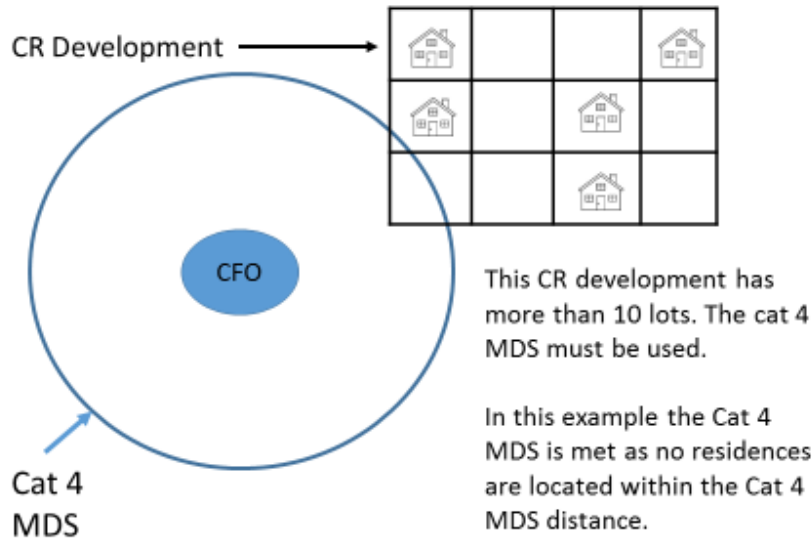 CR Development
CFO
This CR development has
more than 10 lots. The cat 4
MDS must be used.
In this example the Cat 4
MDS is met as no residences
are located within the Cat 4
MDS distance.
Cat 4
MDS